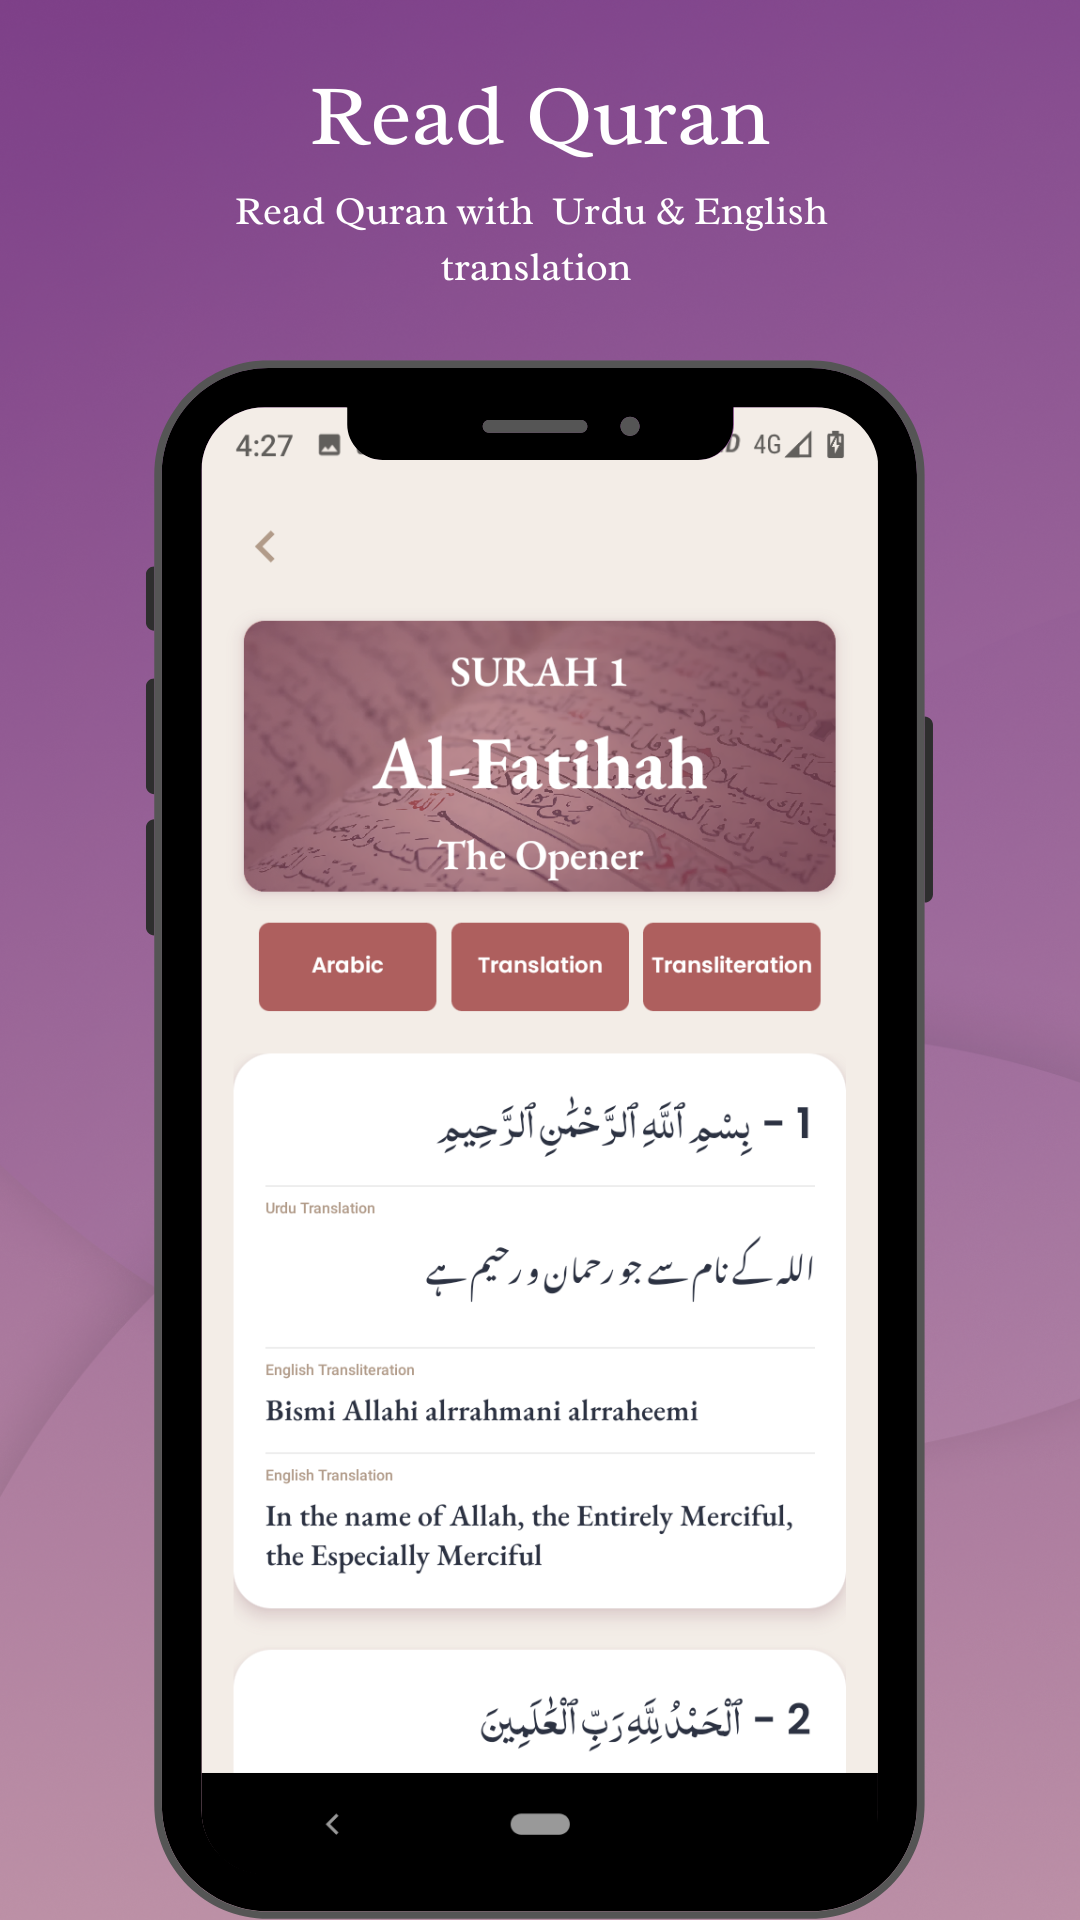 Read Quran
Read Quran with Urdu & English
translation
4:27
4G
SURAH 1
Al-Fatihah
The Opener
Arabic
Translation
Transliteration
1 - بِسْمِ ٱللَّهِ ٱلرَّحْمَٰنِ ٱلرَّحِيمِ
Urdu Translation
اللہ کے نام سے جو رحمان و رحیم ہے
English Transliteration
Bismi Allahi alrrahmani alrraheemi
English Translation
In the name of Allah, the Entirely Merciful,
the Especially Merciful
2 - ٱلْحَمْدُ لِلَّهِ رَبِّ ٱلْعَٰلَمِينَ